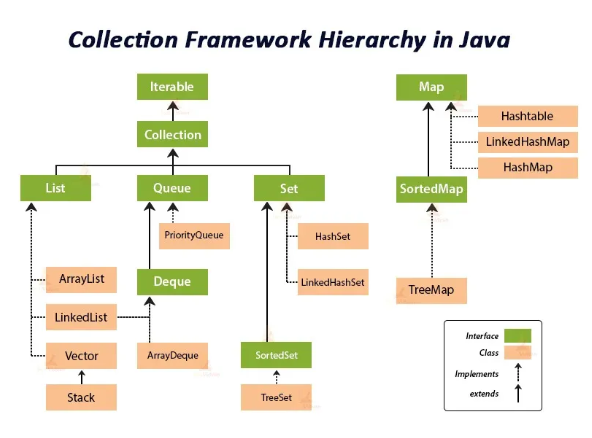 Collection Framework Hierarchy in Java
Iterable
Map
Collection
Hashtable
LinkedHashMap
HashMap
List
Queue
Set
SortedMap
PriorityQueue
HashSet
ArrayList
Deque
LinkedHashSet
TreeMap
LinkedList
Vector
ArrayDeque
SortedSet
Stack
TreeSet
Interface
Class
Implements
extends